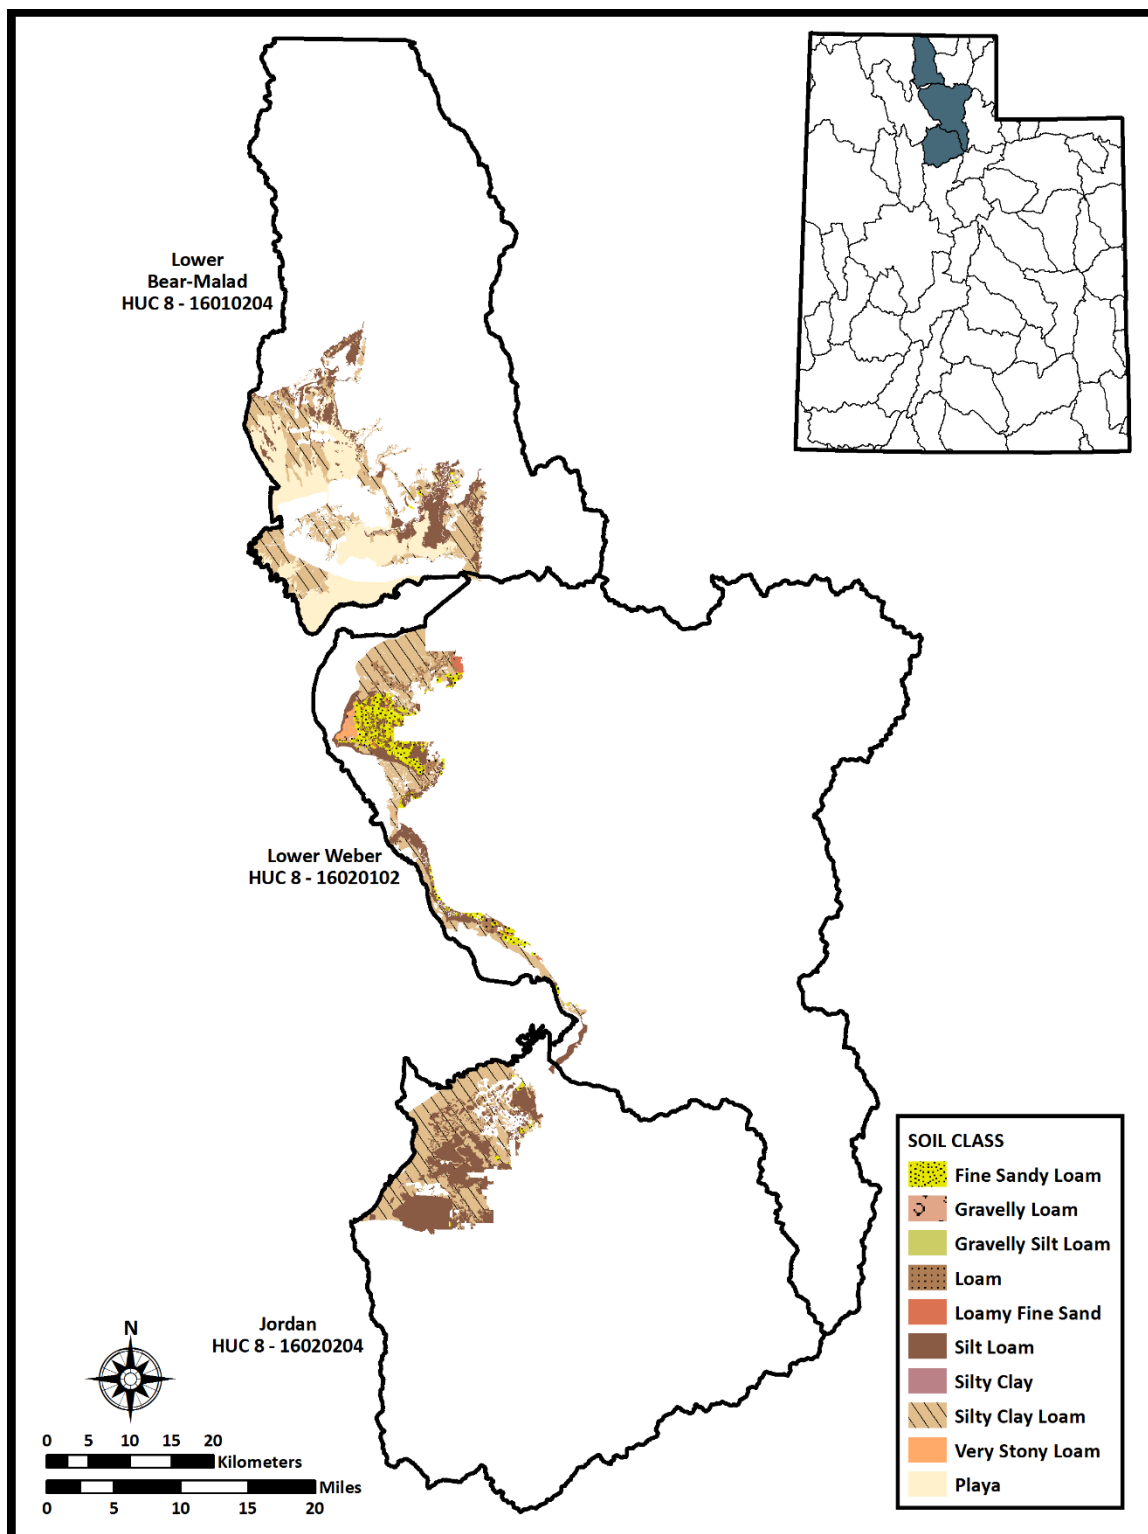 Lower
Bear-Malad
HUC 8 - 16010204
Lower Weber
HUC 8 - 16020102
Jordan
HUC 8 - 16020204
SOIL CLASS
Fine Sandy Loam
Gravelly Loam
Gravelly Silt Loam
Loam
Loamy Fine Sand
Silt Loam
Silty Clay
Silty Clay Loam
Very Stony Loam
Playa
N
0 5 10 15 20
Kilometers
Miles
0 5 10 15 20